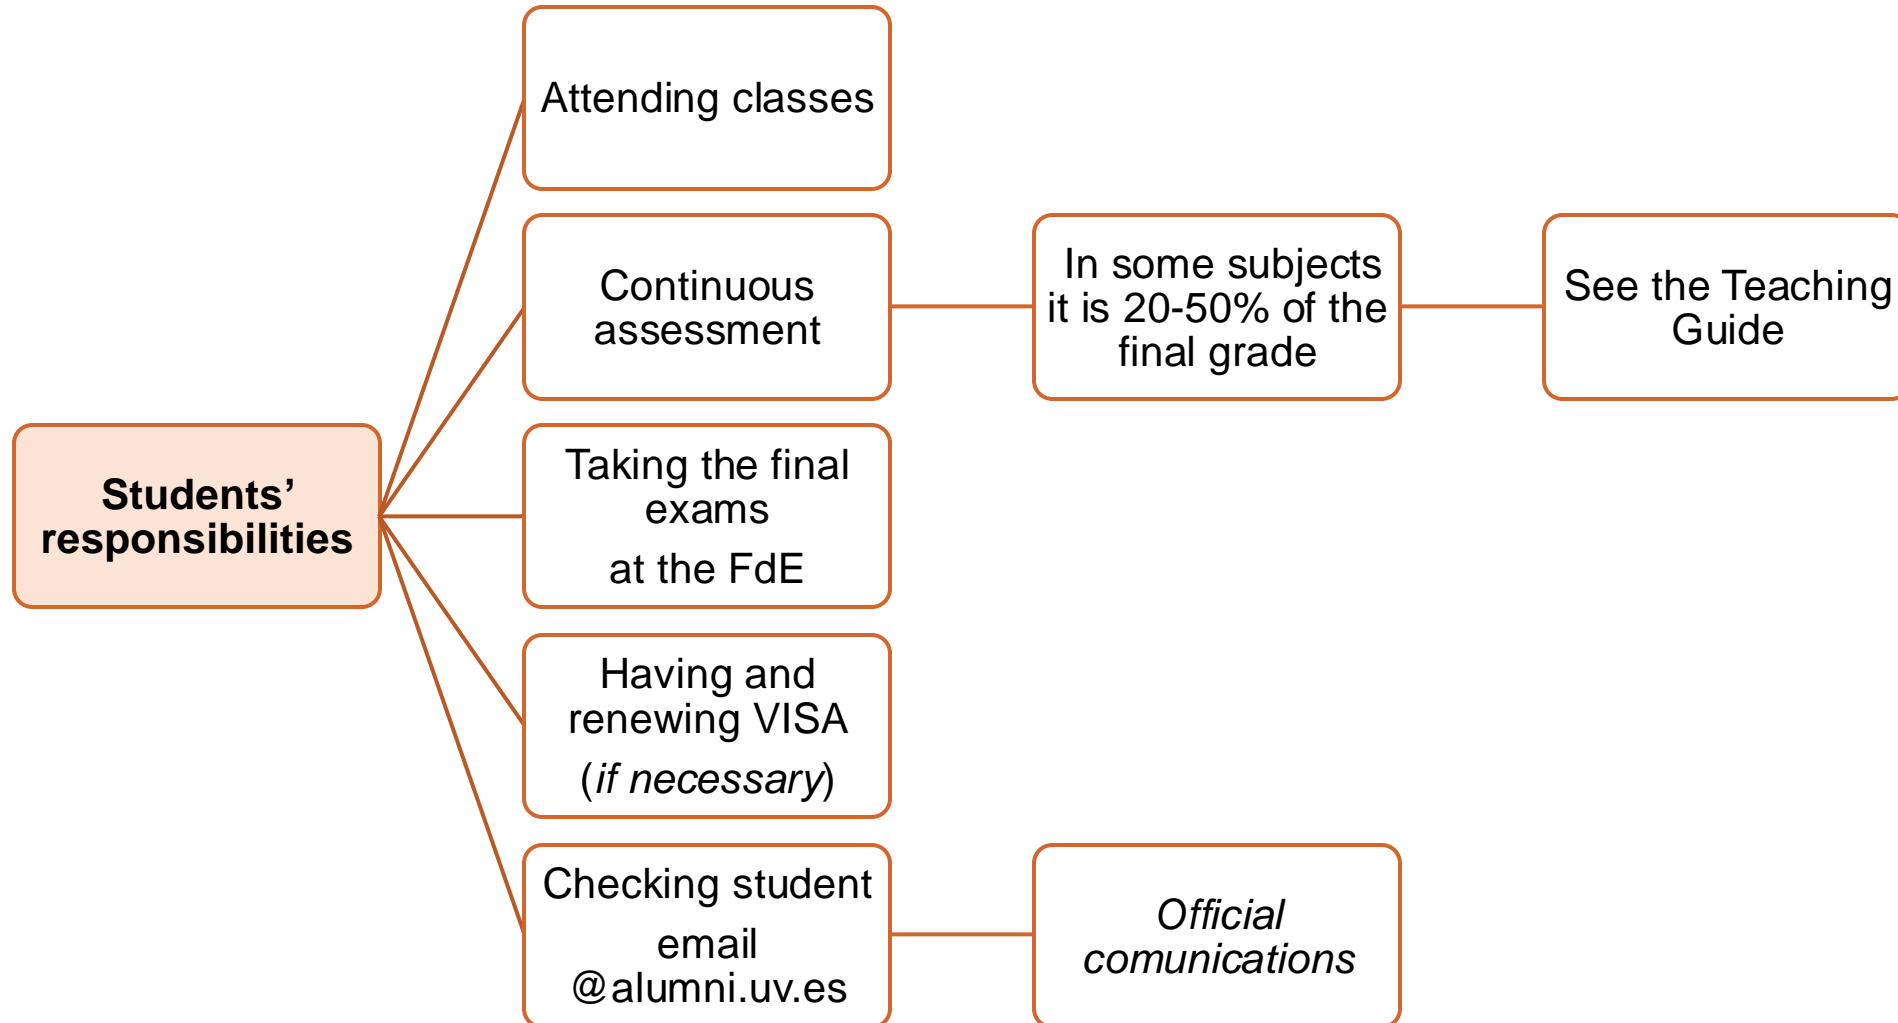 Students’
responsibilities
Attending classes
Continuous
assessment
In some subjects
it is 20-50% of the
final grade
See the Teaching
Guide
Taking the final
exams
at the FdE
Having and
renewing VISA
(if necessary)
Checking student
email
@alumni.uv.es
Official
comunications